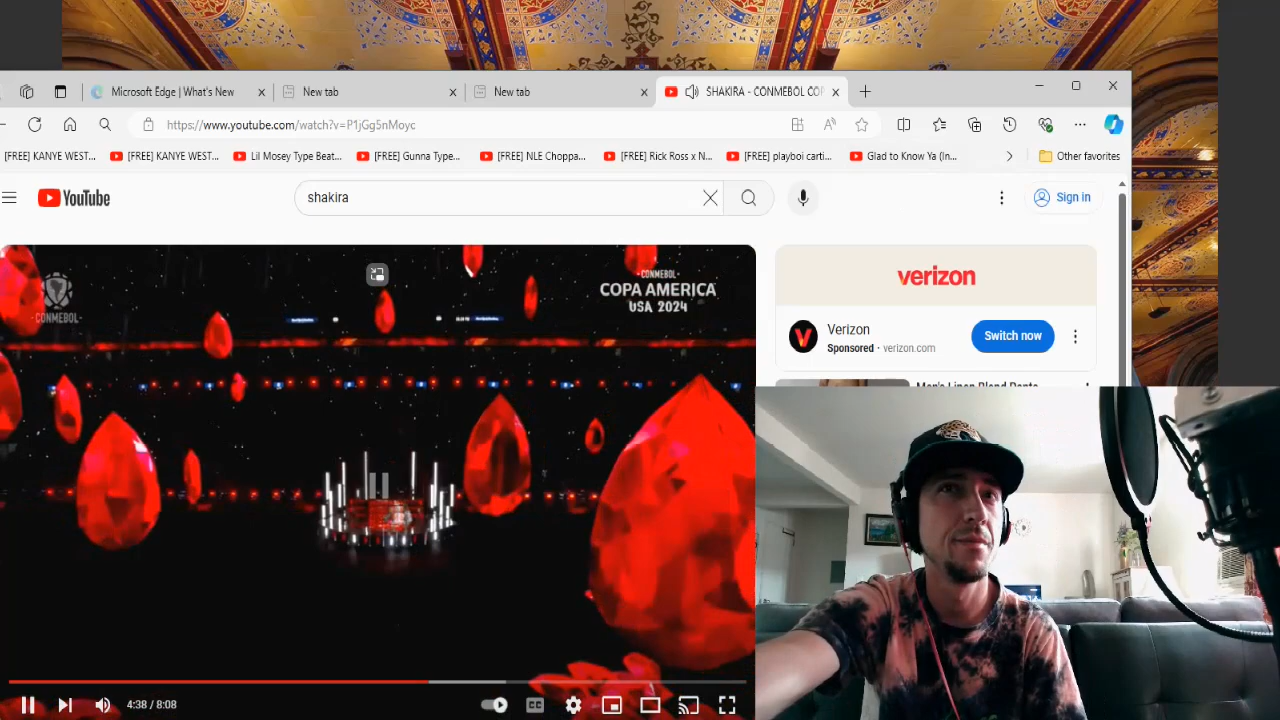 Microsoft Edge | What's New
New tab
New tab
SHAKIRA - CONMEBOL COP
https://www.youtube.com/watch?v=P1jGg5nMoyc
[FREE] KANYE WEST...
[FREE] KANYE WEST...
Lil Mosey Type Beat...
[FREE] Gunna Type...
[FREE] NLE Choppa...
[FREE] Rick Ross x N...
[FREE] playboi carti...
Glad to Know Ya (In...
Other favorites
YouTube
shakira
Sign in
CONMEBOL
·CONMEBOL·
COPA AMERICA
USA 2024
verizon
Verizon
Sponsored · verizon.com
Switch now
Men's Linen Blend Pants
4:38 / 8:08
CC